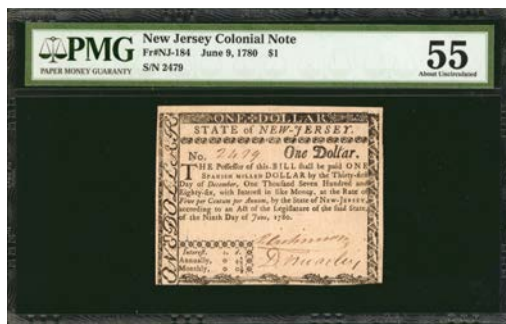 PMG
PAPER MONEY GUARANTY
New Jersey Colonial Note
Fr#NJ-184 June 9, 1780 $1
S/N 2479
55
About Uncirculated
ONE DOLLAR
STATE of NEW-JERSEY.
No. 2479 One Dollar.
THE Possessor of this BILL shall be paid ONE
SPANISH MILLED DOLLAR by the Thirty-first
Day of December, One Thousand Seven Hundred and
Eighty-six, with Interest in like Money, at the Rate of
Five per Centum per Annum, by the State of NEW-JERSEY,
according to an Act of the Legislature of the said State,
of the Ninth Day of June, 1780.
Interest. s. d. q.
Annually,
Monthly,